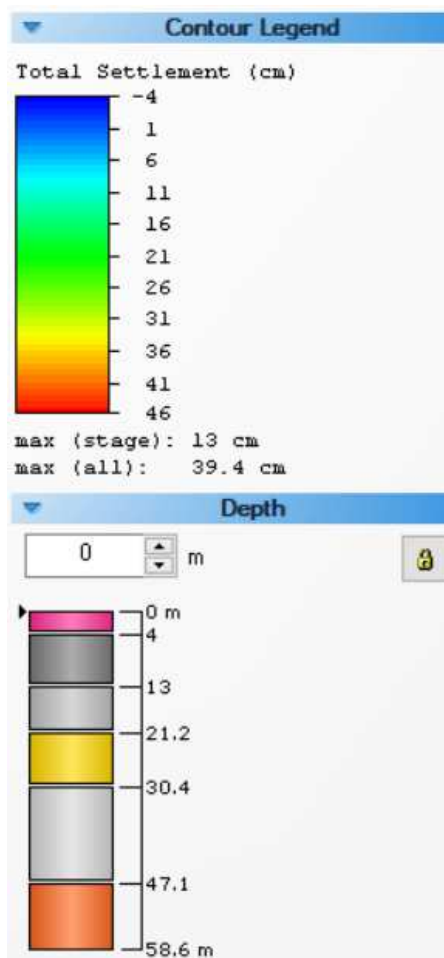 Contour Legend
Total Settlement (cm)
-4
1
6
11
16
21
26
31
36
41
46
max (stage): 13 cm
max (all): 39.4 cm
Depth
0 m
0 m
4
13
21.2
30.4
47.1
58.6 m